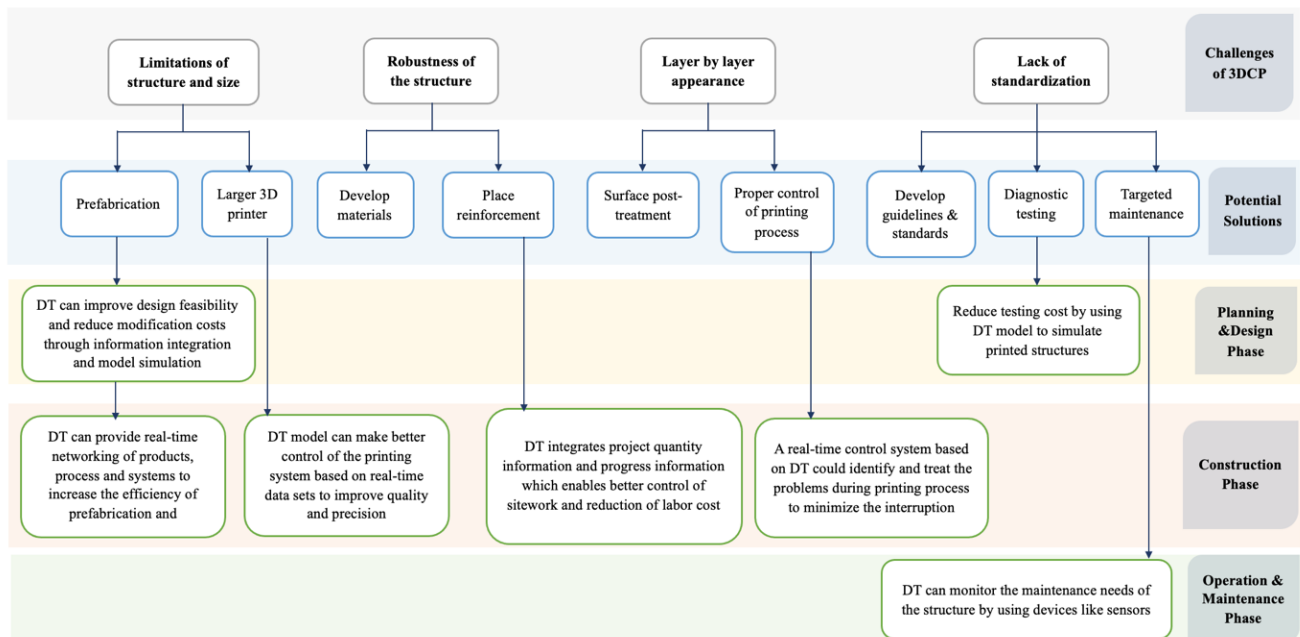 Limitations of
structure and size
Robustness of
the structure
Layer by layer
appearance
Lack of
standardization
Challenges
of 3DCP
Prefabrication
Larger 3D
printer
Develop
materials
Place
reinforcement
Surface post-
treatment
Proper control
of printing
process
Develop
guidelines &
standards
Diagnostic
testing
Targeted
maintenance
Potential
Solutions
DT can improve design feasibility
and reduce modification costs
through information integration
and model simulation
Reduce testing cost by using
DT model to simulate
printed structures
Planning
&Design
Phase
DT can provide real-time
networking of products,
process and systems to
increase the efficiency of
prefabrication and
DT model can make better
control of the printing
system based on real-time
data sets to improve quality
and precision
DT integrates project quantity
information and progress information
which enables better control of
sitework and reduction of labor cost
A real-time control system based
on DT could identify and treat the
problems during printing process
to minimize the interruption
Construction
Phase
DT can monitor the maintenance needs of
the structure by using devices like sensors
Operation &
Maintenance
Phase